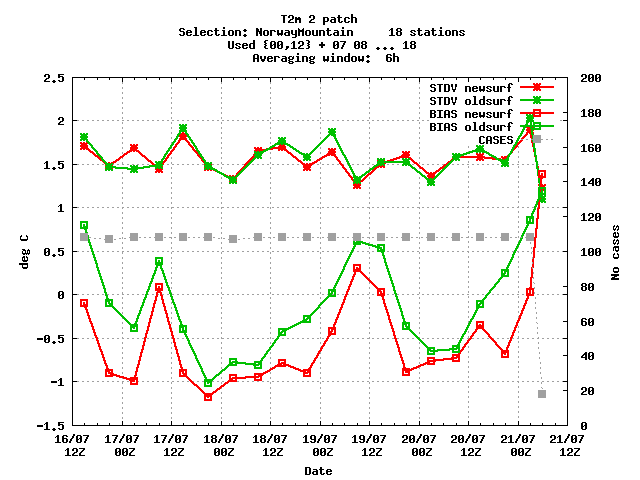 T2m 2 patch
Selection: NorwayMountain 18 stations
Used {00,12} + 07 08 ... 18
Averaging window: 6h
STDV newsurf
STDV oldsurf
BIAS newsurf
BIAS oldsurf
CASES
2.5
2
1.5
1
0.5
0
-0.5
-1
-1.5
deg C
200
180
160
140
120
100
80
60
40
20
0
No cases
16/07 17/07 17/07 18/07 18/07 19/07 19/07 20/07 20/07 21/07 21/07
12Z 00Z 12Z 00Z 12Z 00Z 12Z 00Z 12Z 00Z 12Z
Date